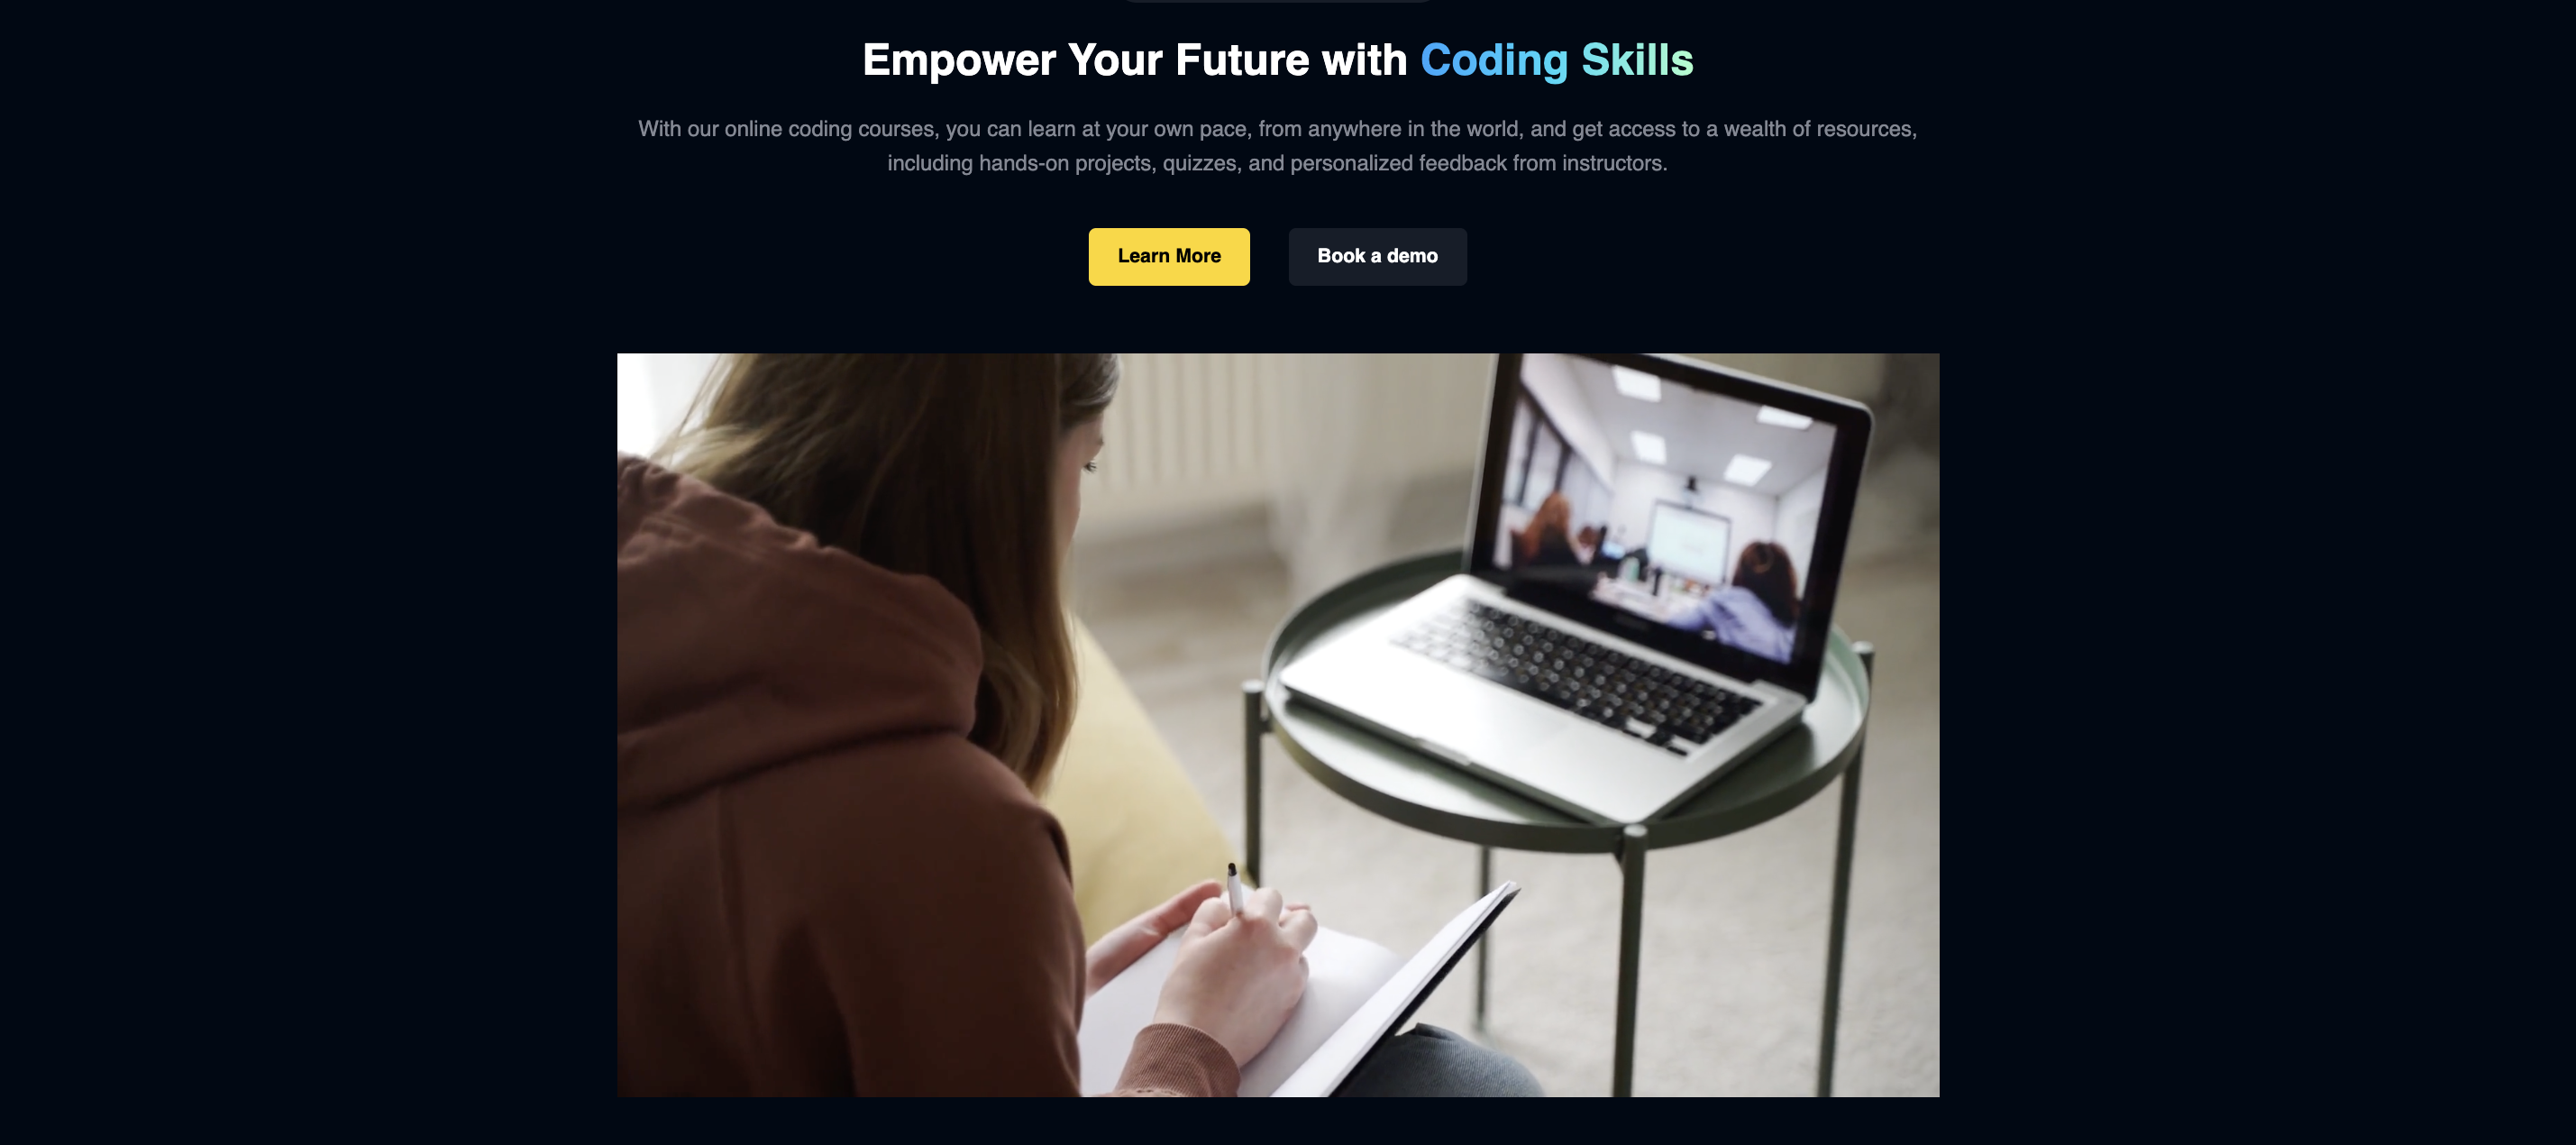 Empower Your Future with Coding Skills
With our online coding courses, you can learn at your own pace, from anywhere in the world, and get access to a wealth of resources,
including hands-on projects, quizzes, and personalized feedback from instructors.
Learn More
Book a demo